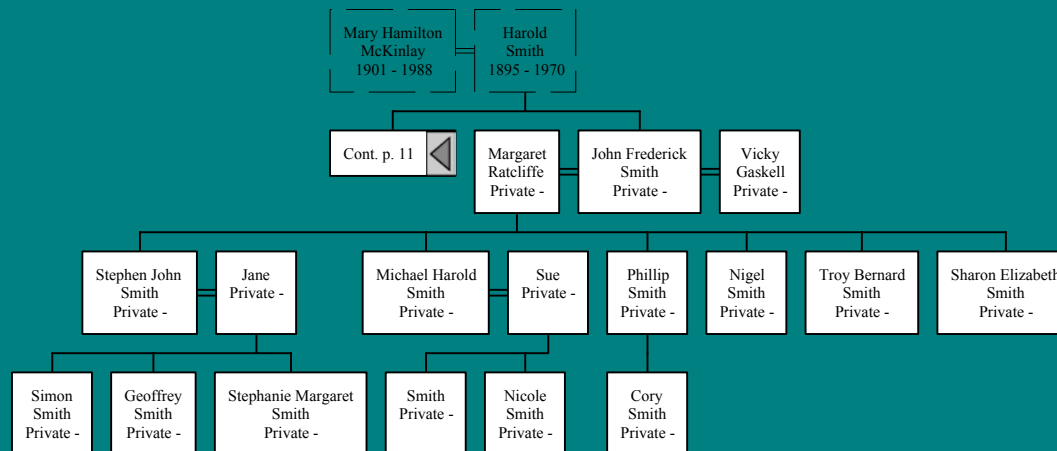 Mary Hamilton
McKinlay
1901 - 1988
Harold
Smith
1895 - 1970
Cont. p. 11
Margaret
Ratcliffe
Private -
John Frederick
Smith
Private -
Vicky
Gaskell
Private -
Stephen John
Smith
Private -
Jane
Private -
Michael Harold
Smith
Private -
Sue
Private -
Phillip
Smith
Private -
Nigel
Smith
Private -
Troy Bernard
Smith
Private -
Sharon Elizabeth
Smith
Private -
Simon
Smith
Private -
Geoffrey
Smith
Private -
Stephanie Margaret
Smith
Private -
Smith
Private -
Nicole
Smith
Private -
Cory
Smith
Private -